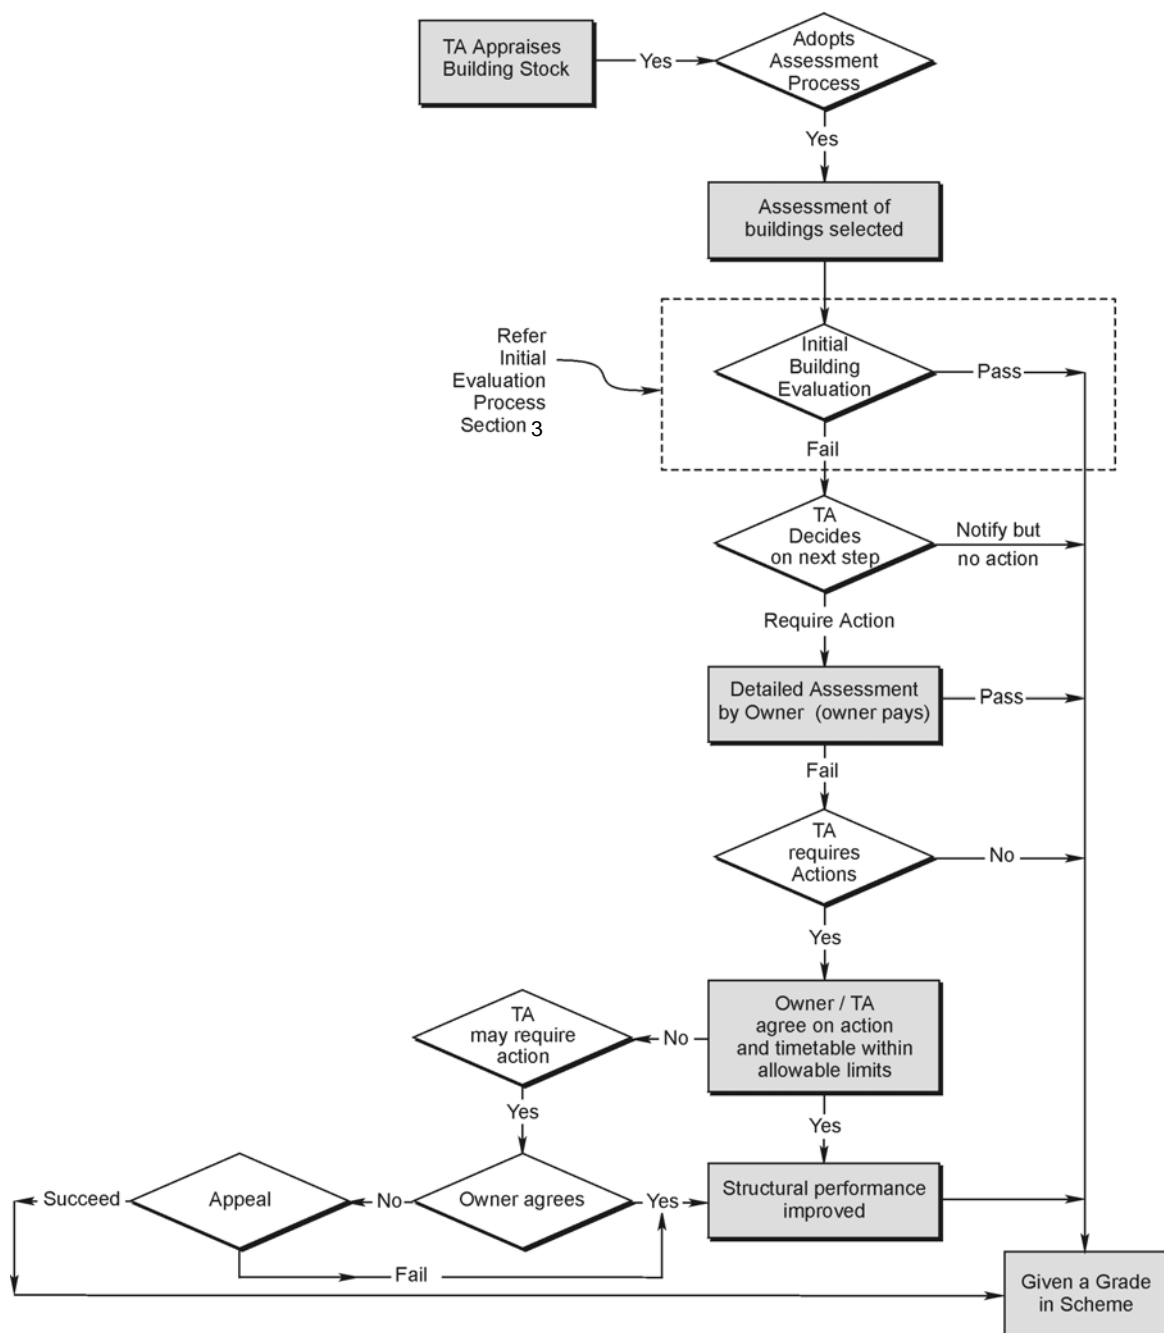 TA Appraises
Building Stock
Yes
Adopts
Assessment
Process
Yes
Assessment of
buildings selected
Refer
Initial
Evaluation
Process
Section 3
Initial
Building
Evaluation
Pass
Fail
TA
Decides
on next step
Notify but
no action
Require Action
Detailed Assessment
by Owner (owner pays)
Pass
Fail
TA
requires
Actions
No
Yes
Owner / TA
agree on action
and timetable within
allowable limits
No
TA
may require
action
Yes
Yes
Succeed
Appeal
No
Owner agrees
Yes
Structural performance
improved
Fail
Given a Grade
in Scheme